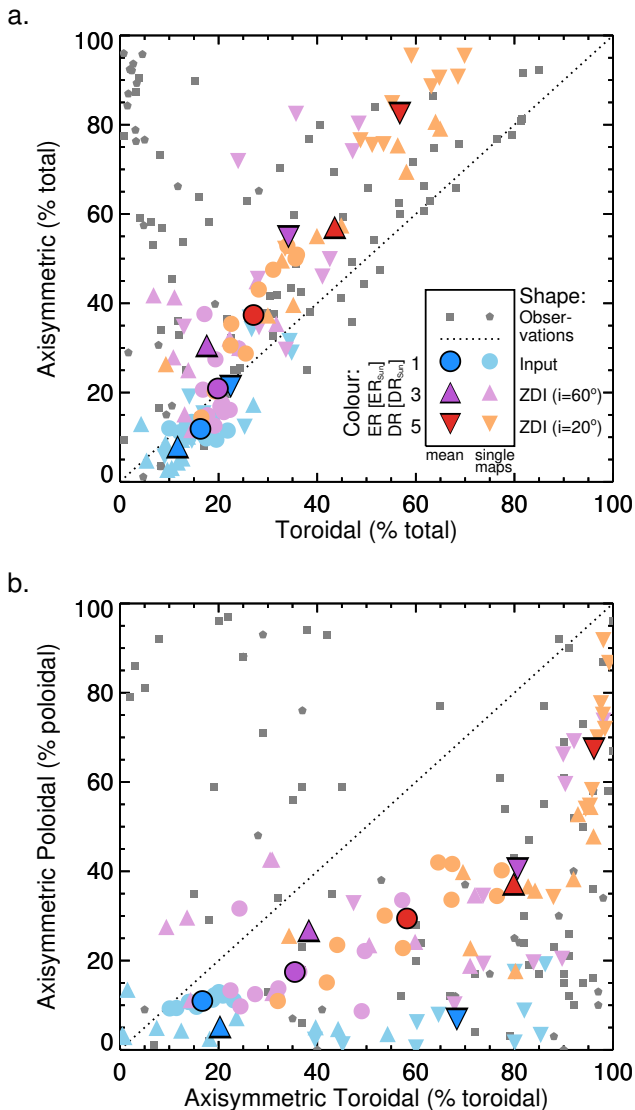 a.
100
80
60
40
20
0
Axisymmetric (% total)
0 20 40 60 80 100
Toroidal (% total)
Shape:
Obser-
vations
Colour:
ER [ER_Sun]
DR [DR_Sun]
1 Input
3 ZDI (i=60°)
5 ZDI (i=20°)
mean single
maps
b.
100
80
60
40
20
0
Axisymmetric Poloidal (% poloidal)
0 20 40 60 80 100
Axisymmetric Toroidal (% toroidal)